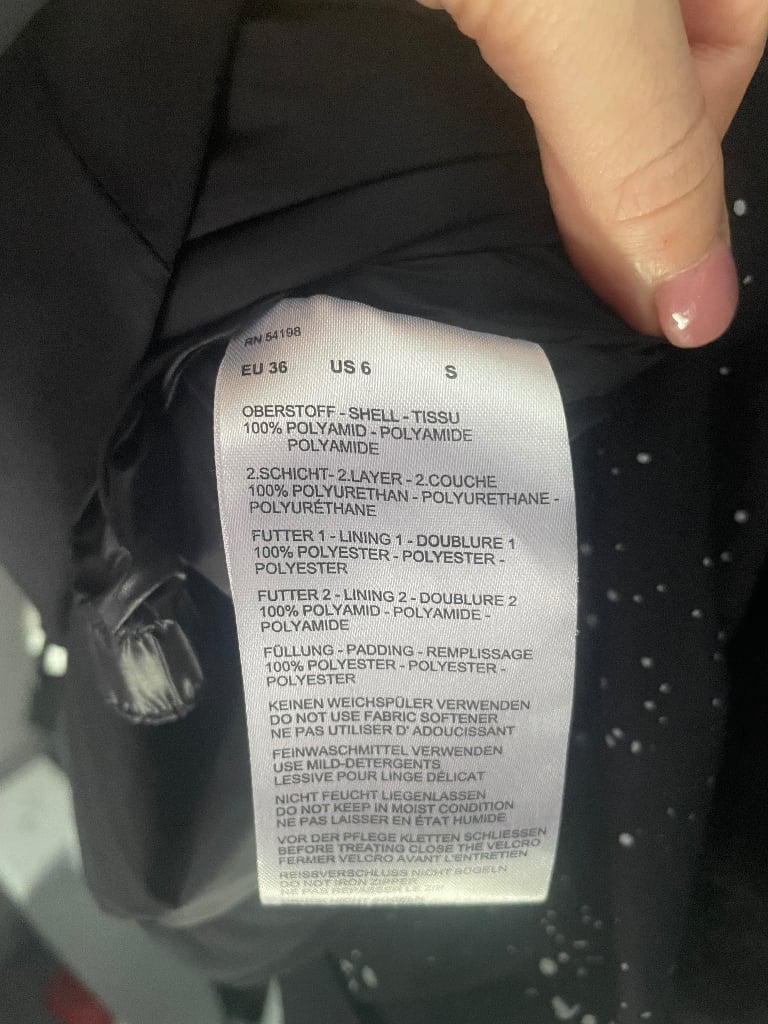 RN 54198
EU 36 US 6 S
OBERSTOFF - SHELL - TISSU
100% POLYAMID - POLYAMIDE
POLYAMIDE
2.SCHICHT- 2.LAYER - 2.COUCHE
100% POLYURETHAN - POLYURETHANE -
POLYURÉTHANE
FUTTER 1 - LINING 1 - DOUBLURE 1
100% POLYESTER - POLYESTER -
POLYESTER
FUTTER 2 - LINING 2 - DOUBLURE 2
100% POLYAMID - POLYAMIDE -
POLYAMIDE
FÜLLUNG - PADDING - REMPLISSAGE
100% POLYESTER - POLYESTER -
POLYESTER
KEINEN WEICHSPÜLER VERWENDEN
DO NOT USE FABRIC SOFTENER
NE PAS UTILISER D' ADOUCISSANT
FEINWASCHMITTEL VERWENDEN
USE MILD-DETERGENTS
LESSIVE POUR LINGE DÉLICAT
NICHT FEUCHT LIEGENLASSEN
DO NOT KEEP IN MOIST CONDITION
NE PAS LAISSER EN ÉTAT HUMIDE
VOR DER PFLEGE KLETTEN SCHLIESSEN
BEFORE TREATING CLOSE THE VELCRO
FERMER VELCRO AVANT L'ENTRETIEN
REISSVERSCHLUSS NICHT BÜGELN
DO NOT IRON ZIPPER
NE PAS REPASSER LE ZIP